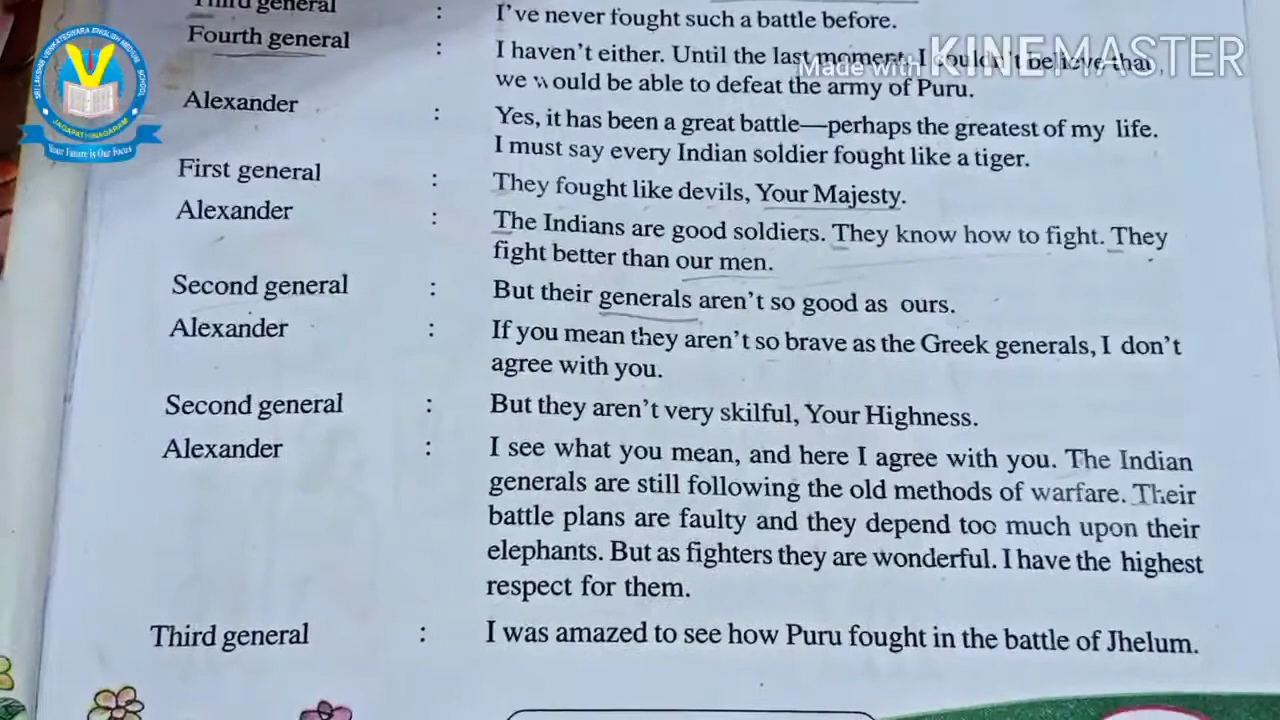 Third general : I've never fought such a battle before.
Fourth general : I haven't either. Until the last moment I couldn't believe that
we would be able to defeat the army of Puru.
Alexander : Yes, it has been a great battle—perhaps the greatest of my life.
I must say every Indian soldier fought like a tiger.
First general : They fought like devils, Your Majesty.
Alexander : The Indians are good soldiers. They know how to fight. They
fight better than our men.
Second general : But their generals aren't so good as ours.
Alexander : If you mean they aren't so brave as the Greek generals, I don't
agree with you.
Second general : But they aren't very skilful, Your Highness.
Alexander : I see what you mean, and here I agree with you. The Indian
generals are still following the old methods of warfare. Their
battle plans are faulty and they depend too much upon their
elephants. But as fighters they are wonderful. I have the highest
respect for them.
Third general : I was amazed to see how Puru fought in the battle of Jhelum.
Made with KINEMASTER
SRI LAKSHMI VENKATESWARA ENGLISH MEDIUM SCHOOL
V
JAGAPATHINAGARAM
Your Future is Our Focus